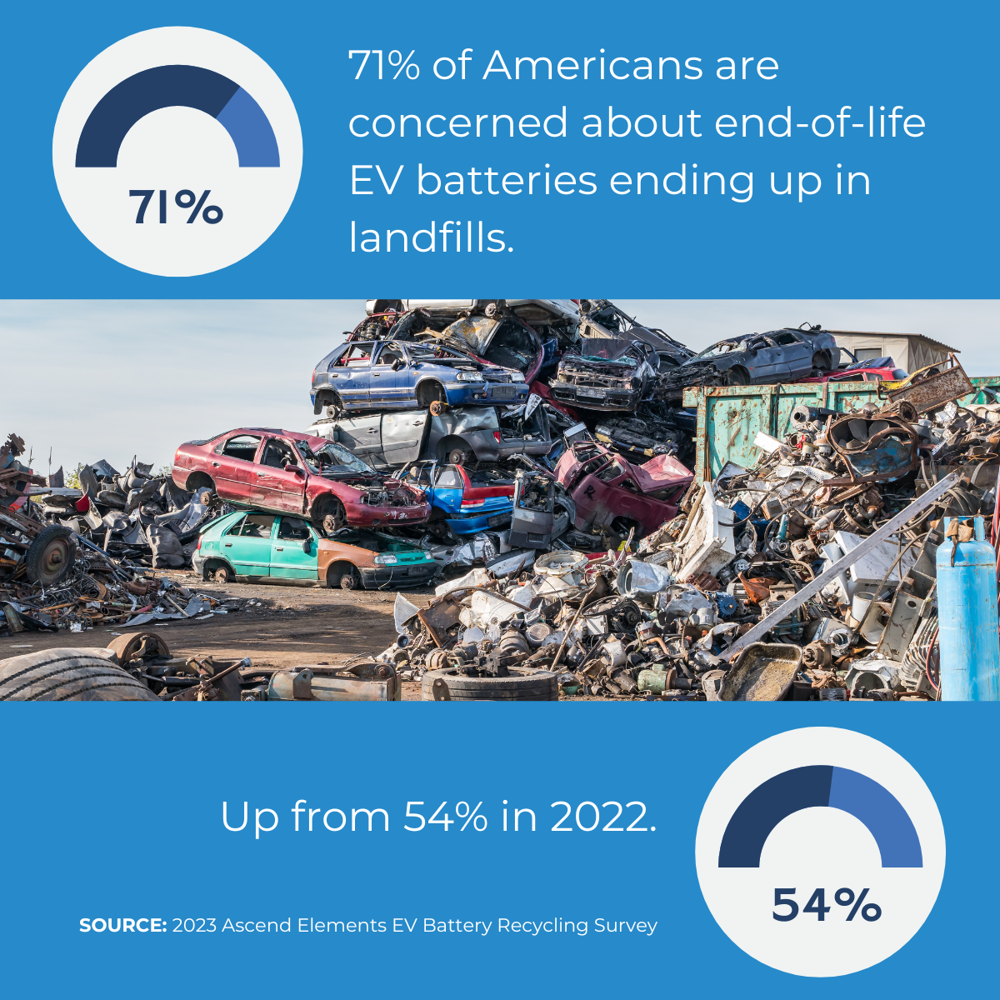 71% of Americans are
concerned about end-of-life
EV batteries ending up in
landfills.
71%
Up from 54% in 2022.
54%
SOURCE: 2023 Ascend Elements EV Battery Recycling Survey